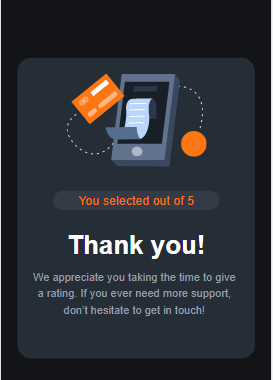 You selected out of 5
Thank you!
We appreciate you taking the time to give
a rating. If you ever need more support,
don't hesitate to get in touch!